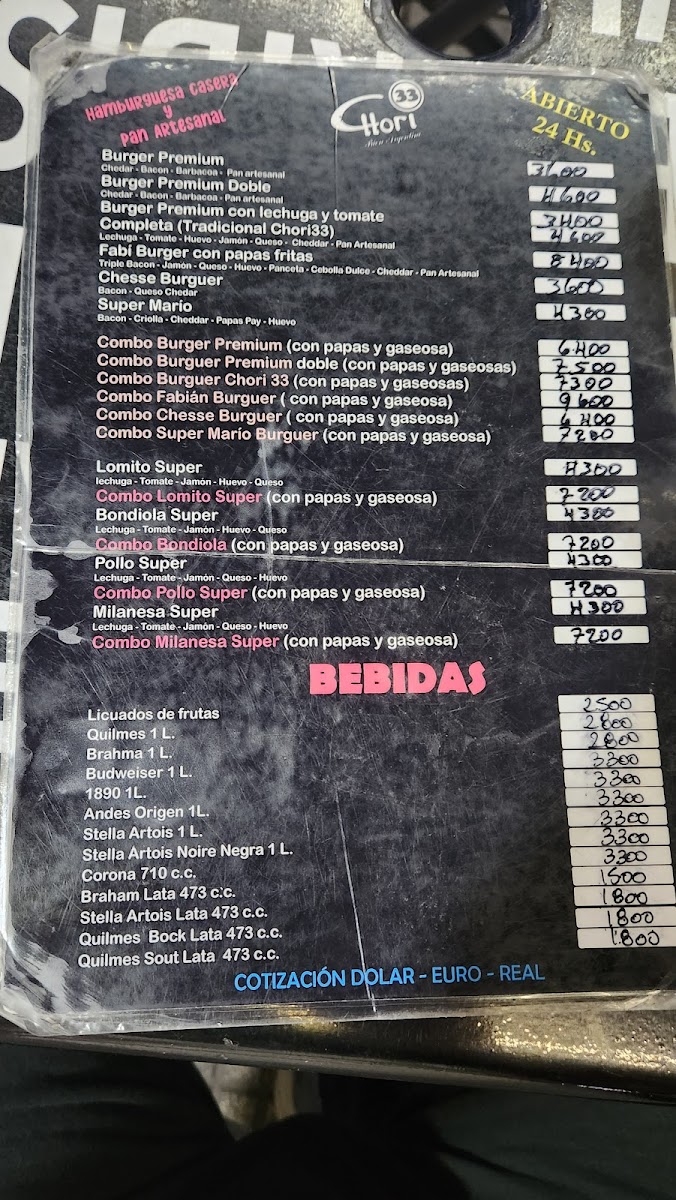 Hamburguesa Casera
y
Pan Artesanal
CHori 33
ABIERTO
24 Hs.
Burger Premium 3600
Chedar - Bacon - Barbacoa - Pan artesanal
Burger Premium Doble 4600
Chedar - Bacon - Barbacoa - Pan artesanal
Burger Premium con lechuga y tomate 3400
Completa (Tradicional Chori33) 4600
Lechuga - Tomate - Huevo - Jamón - Queso - Cheddar - Pan Artesanal
Fabí Burger con papas fritas 8400
Triple Bacon - Jamón - Queso - Huevo - Panceta - Cebolla Dulce - Cheddar - Pan Artesanal
Chesse Burguer 3600
Bacon - Queso Chedar
Super Mario 4300
Bacon - Criolla - Cheddar - Papas Pay - Huevo
Combo Burger Premium (con papas y gaseosa) 6400
Combo Burguer Premium doble (con papas y gaseosas) 7500
Combo Burguer Chori 33 (con papas y gaseosas) 7300
Combo Fabián Burguer ( con papas y gaseosa) 9600
Combo Chesse Burguer ( con papas y gaseosa) 6400
Combo Super Marío Burguer (con papas y gaseosa) 7200
Lomito Super 4300
lechuga - Tomate - Jamón - Huevo - Queso
Combo Lomito Super (con papas y gaseosa) 7200
Bondiola Super 4300
Lechuga - Tomate - Jamón - Huevo - Queso
Combo Bondiola (con papas y gaseosa) 7200
Pollo Super 4300
Lechuga - Tomate - Jamón - Queso - Huevo
Combo Pollo Super (con papas y gaseosa) 7200
Milanesa Super 4300
Lechuga - Tomate - Jamón - Queso - Huevo
Combo Milanesa Super (con papas y gaseosa) 7200
BEBIDAS
Licuados de frutas 2500
Quilmes 1 L. 2800
Brahma 1 L. 2800
Budweiser 1 L. 3300
1890 1L. 3300
Andes Origen 1L. 3300
Stella Artois 1 L. 3300
Stella Artois Noire Negra 1 L. 3300
Corona 710 c.c. 3300
Braham Lata 473 c.c. 1500
Stella Artois Lata 473 c.c. 1800
Quilmes Bock Lata 473 c.c. 1800
Quilmes Sout Lata 473 c.c. 1.800
COTIZACIÓN DOLAR - EURO - REAL